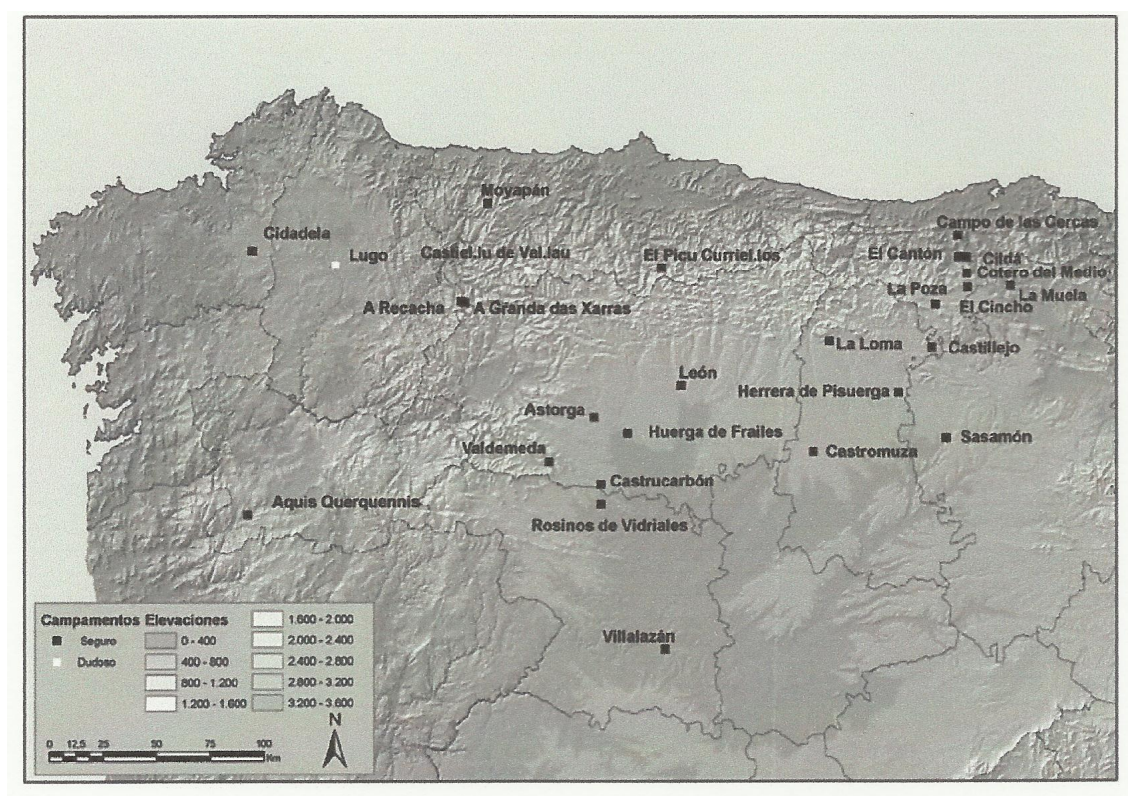 Moyapán
Campo de las Cercas
Cidadela
Lugo
Castiel.lu de Vel.lau
El Picu Curriel.los
El Cantón
Cildá
Cotero del Medio
La Poza
La Muela
El Cincho
A Recacha
A Granda das Xarras
La Loma
Castillejo
León
Herrera de Pisuerga
Astorga
Huerga de Frailes
Sasamón
Valdemeda
Castromuza
Castrucarbón
Aquis Querquennis
Rosinos de Vidriales
Villalazán
Campamentos
Seguro
Dudoso
Elevaciones
0 - 400
400 - 800
800 - 1.200
1.200 - 1.600
1.600 - 2.000
2.000 - 2.400
2.400 - 2.800
2.800 - 3.200
3.200 - 3.600
N
0 12,5 25 50 75 100
Km